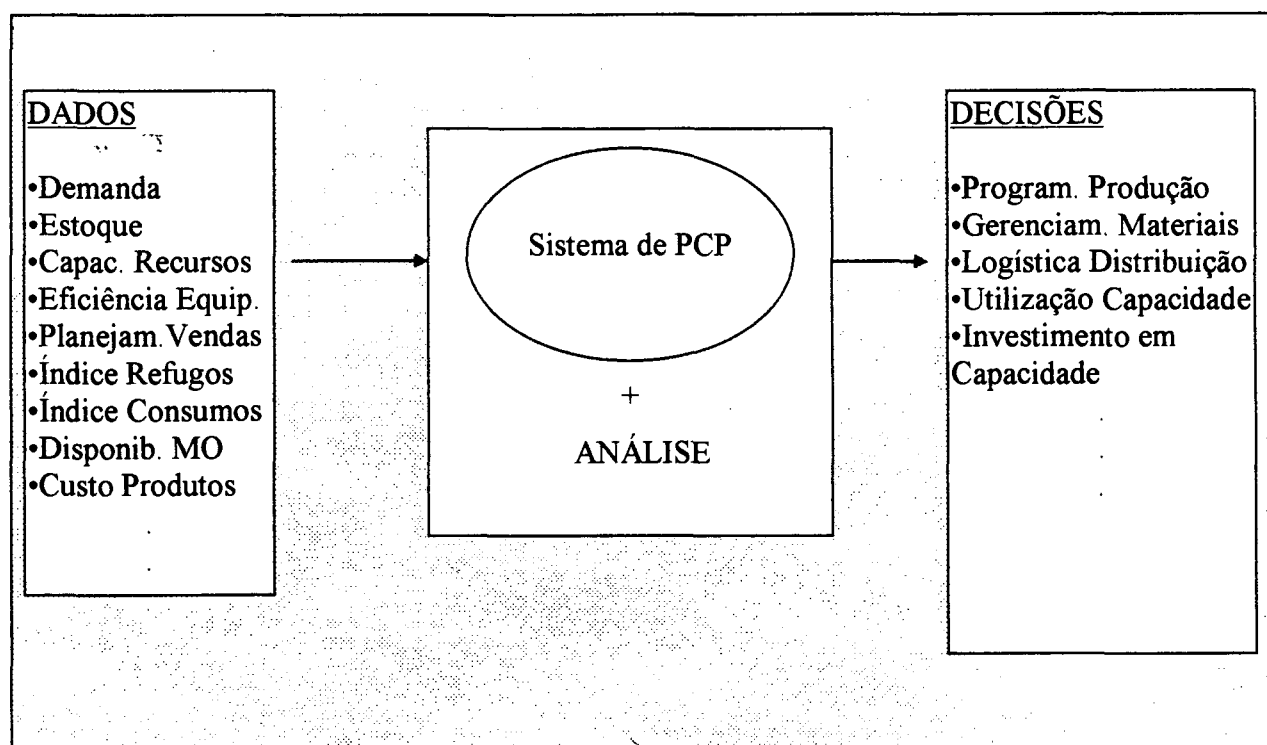 DADOS
•Demanda
•Estoque
•Capac. Recursos
•Eficiência Equip.
•Planejam.Vendas
•Índice Refugos
•Índice Consumos
•Disponib. MO
•Custo Produtos
.
.
Sistema de PCP
+
ANÁLISE
DECISÕES
•Program. Produção
•Gerenciam. Materiais
•Logística Distribuição
•Utilização Capacidade
•Investimento em
Capacidade
.
.
.